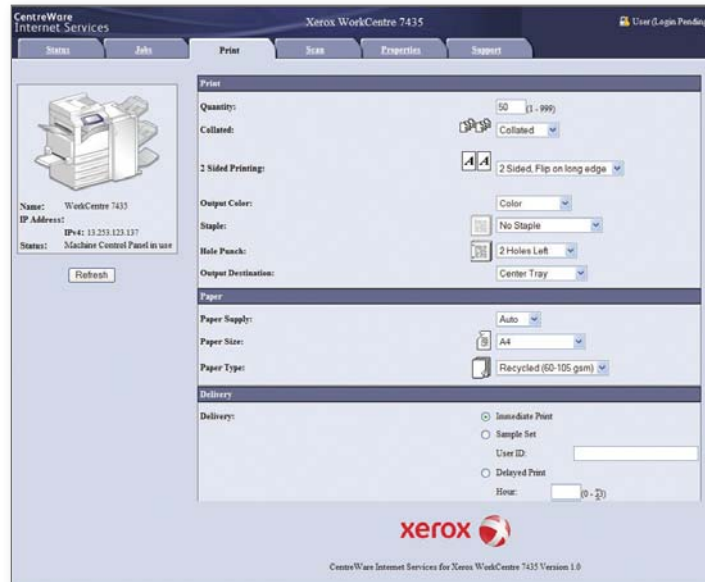 CentreWare
Internet Services
Xerox WorkCentre 7435
User (Login Pending
Status
Jobs
Print
Scan
Properties
Support
Name: WorkCentre 7435
IP Address:
IPv4: 13.253.123.137
Status: Machine Control Panel in use
Refresh
Print
Quantity: 50 (1 - 999)
Collated: Collated
2 Sided Printing: 2 Sided, Flip on long edge
Output Color: Color
Staple: No Staple
Hole Punch: 2 Holes Left
Output Destination: Center Tray
Paper
Paper Supply: Auto
Paper Size: A4
Paper Type: Recycled (60-105 gsm)
Delivery
Delivery: Immediate Print
Sample Set
User ID:
Delayed Print
Hour: (0 - 23)
xerox
CentreWare Internet Services for Xerox WorkCentre 7435 Version 1.0